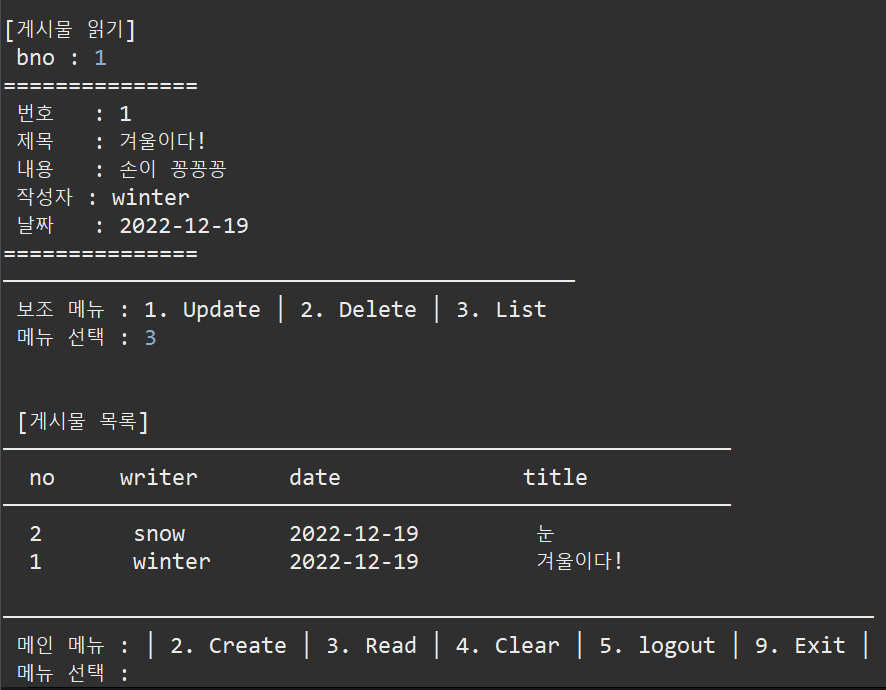 [게시물 읽기]
bno : 1
===============
번호 : 1
제목 : 겨울이다!
내용 : 손이 꽁꽁꽁
작성자 : winter
날짜 : 2022-12-19
===============
보조 메뉴 : 1. Update | 2. Delete | 3. List
메뉴 선택 : 3
[게시물 목록]
no writer date title
2 snow 2022-12-19 눈
1 winter 2022-12-19 겨울이다!
메인 메뉴 : | 2. Create | 3. Read | 4. Clear | 5. logout | 9. Exit |
메뉴 선택 :